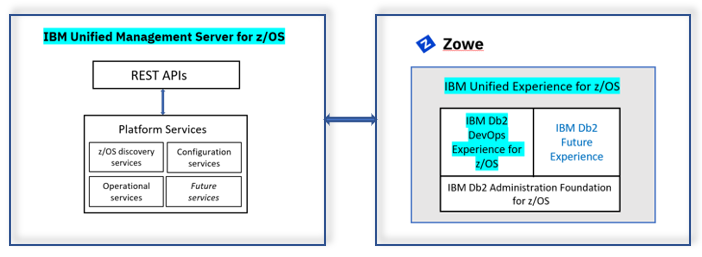 IBM Unified Management Server for z/OS
REST APIs
Platform Services
z/OS discovery
services
Configuration
services
Operational
services
Future
services
Z
Zowe
IBM Unified Experience for z/OS
IBM Db2
DevOps
Experience for
z/OS
IBM Db2
Future
Experience
IBM Db2 Administration Foundation
for z/OS